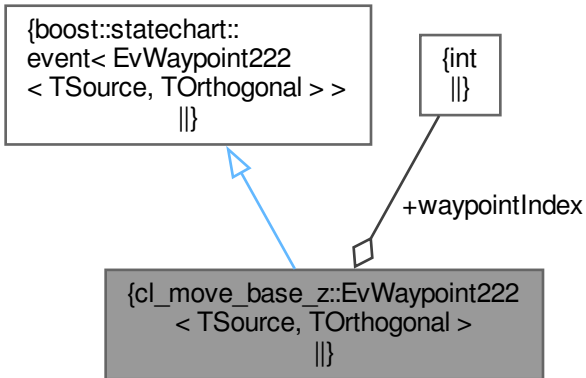 {boost::statechart::
event< EvWaypoint222
< TSource, TOrthogonal > >
||}
{int
||}
+waypointIndex
{cl_move_base_z::EvWaypoint222
< TSource, TOrthogonal >
||}